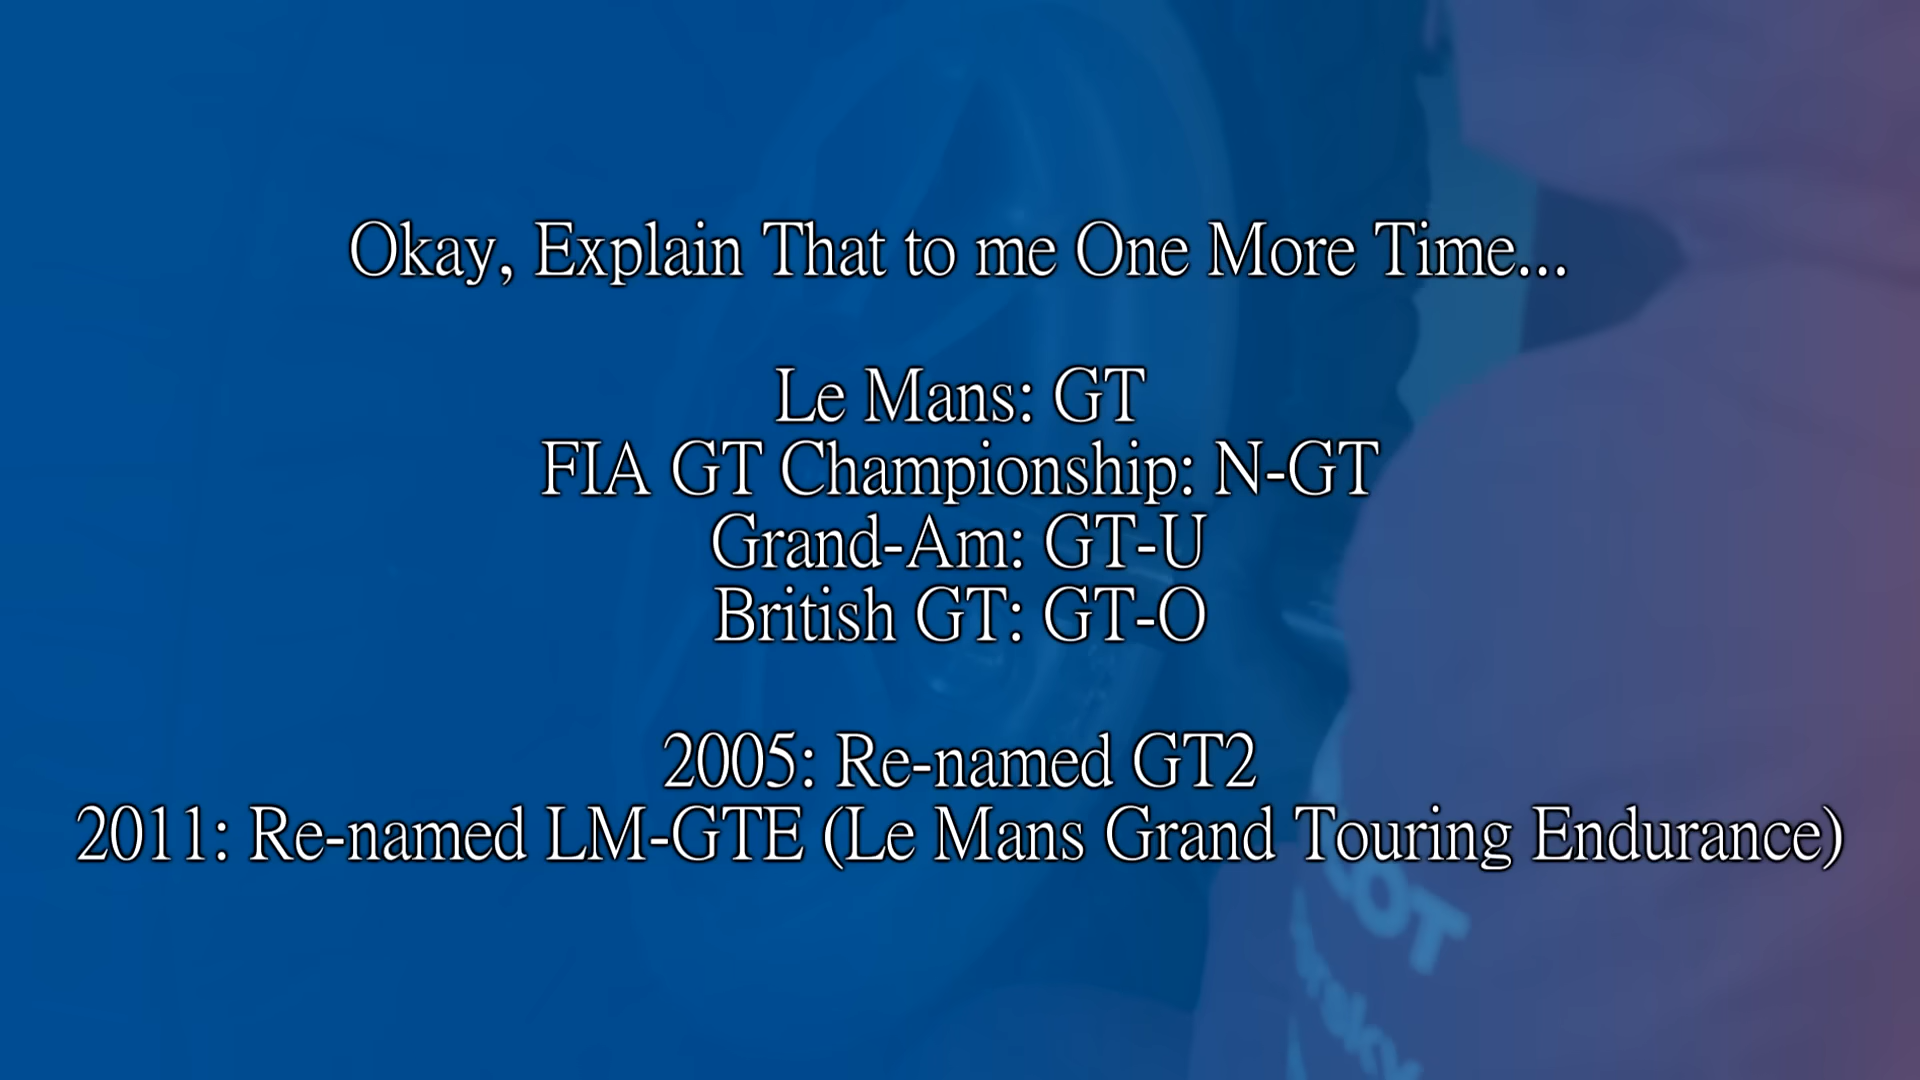 Okay, Explain That to me One More Time...
Le Mans: GT
FIA GT Championship: N-GT
Grand-Am: GT-U
British GT: GT-O
2005: Re-named GT2
2011: Re-named LM-GTE (Le Mans Grand Touring Endurance)